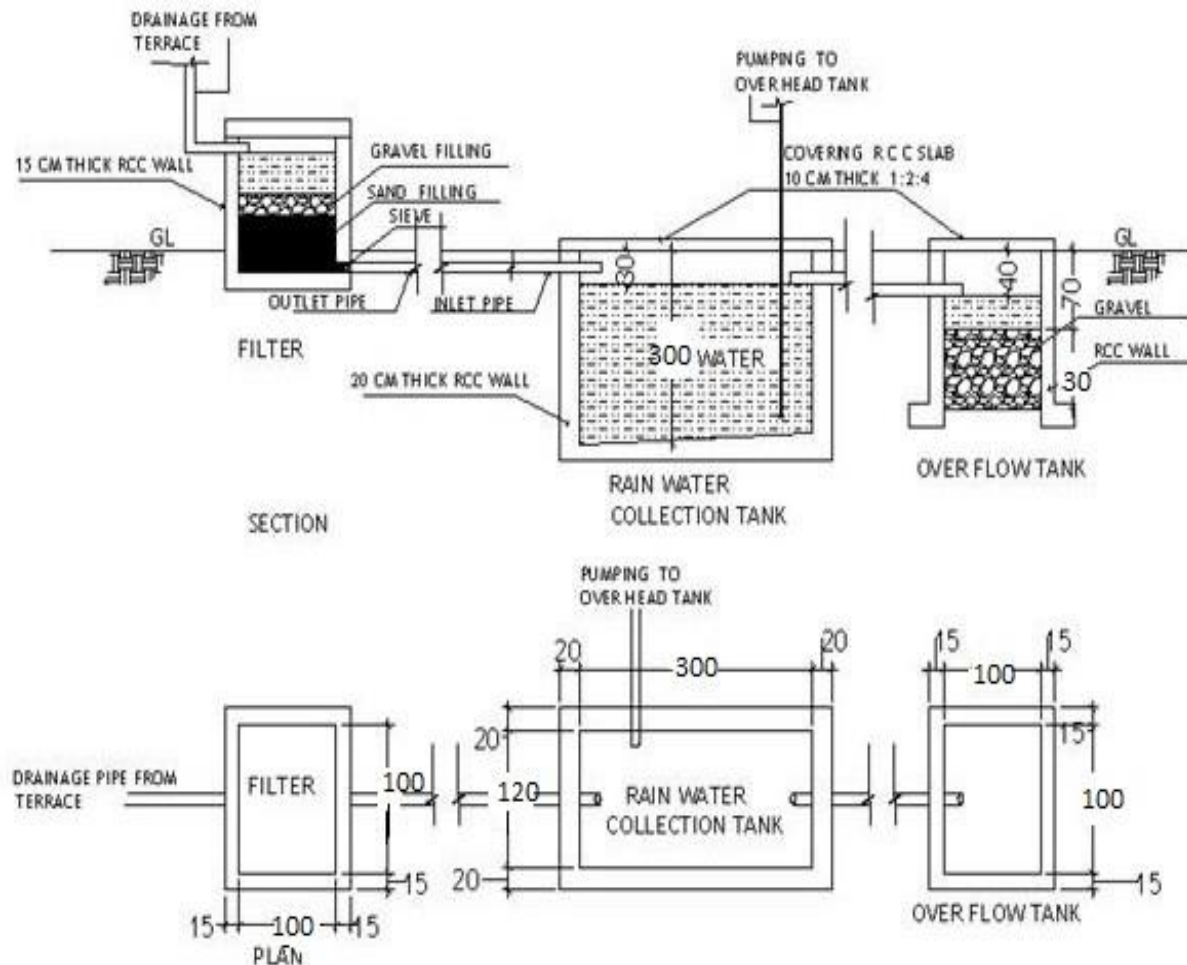 DRAINAGE FROM
TERRACE
PUMPING TO
OVER HEAD TANK
15 CM THICK RCC WALL
GRAVEL FILLING
SAND FILLING
SIEVE
COVERING R C C SLAB
10 CM THICK 1:2:4
GL
GL
30
40
70
OUTLET PIPE
INLET PIPE
GRAVEL
FILTER
300 WATER
RCC WALL
20 CM THICK RCC WALL
30
OVER FLOW TANK
RAIN WATER
COLLECTION TANK
SECTION
PUMPING TO
OVER HEAD TANK
20
300
20
15
100
15
20
15
DRAINAGE PIPE FROM
TERRACE
FILTER
100
120
RAIN WATER
COLLECTION TANK
100
15
20
15
15
100
15
OVER FLOW TANK
PLAN